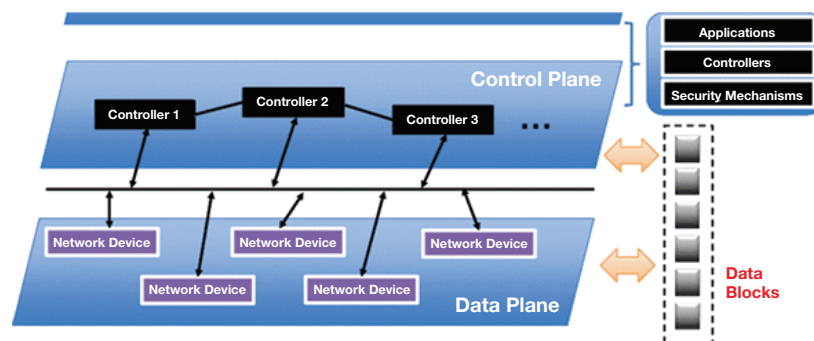 Applications
Controllers
Security Mechanisms
Control Plane
Controller 1
Controller 2
Controller 3
...
Network Device
Network Device
Network Device
Network Device
Network Device
Data Plane
Data
Blocks